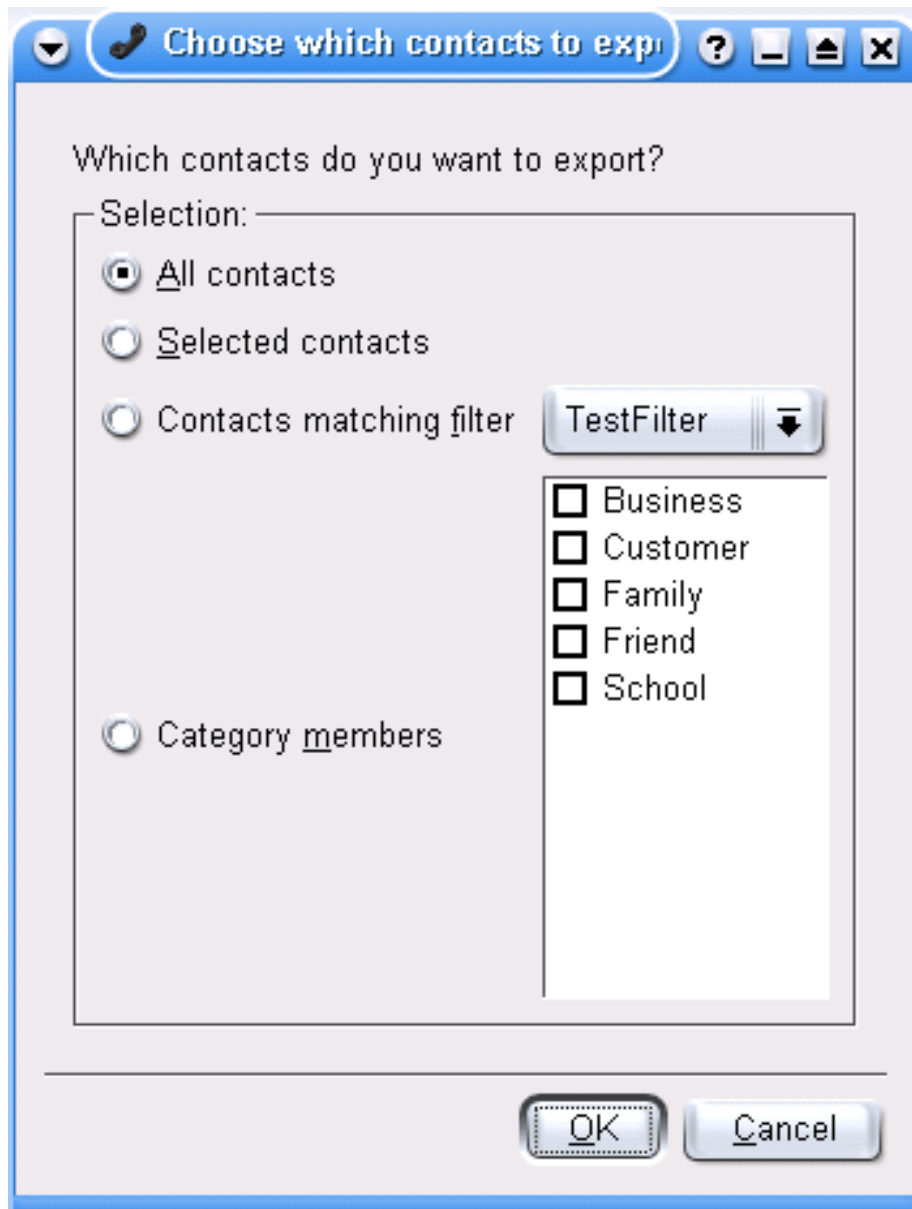 Choose which contacts to exp
Which contacts do you want to export?
Selection:
All contacts
Selected contacts
Contacts matching filter TestFilter
Business
Customer
Family
Friend
School
Category members
OK Cancel